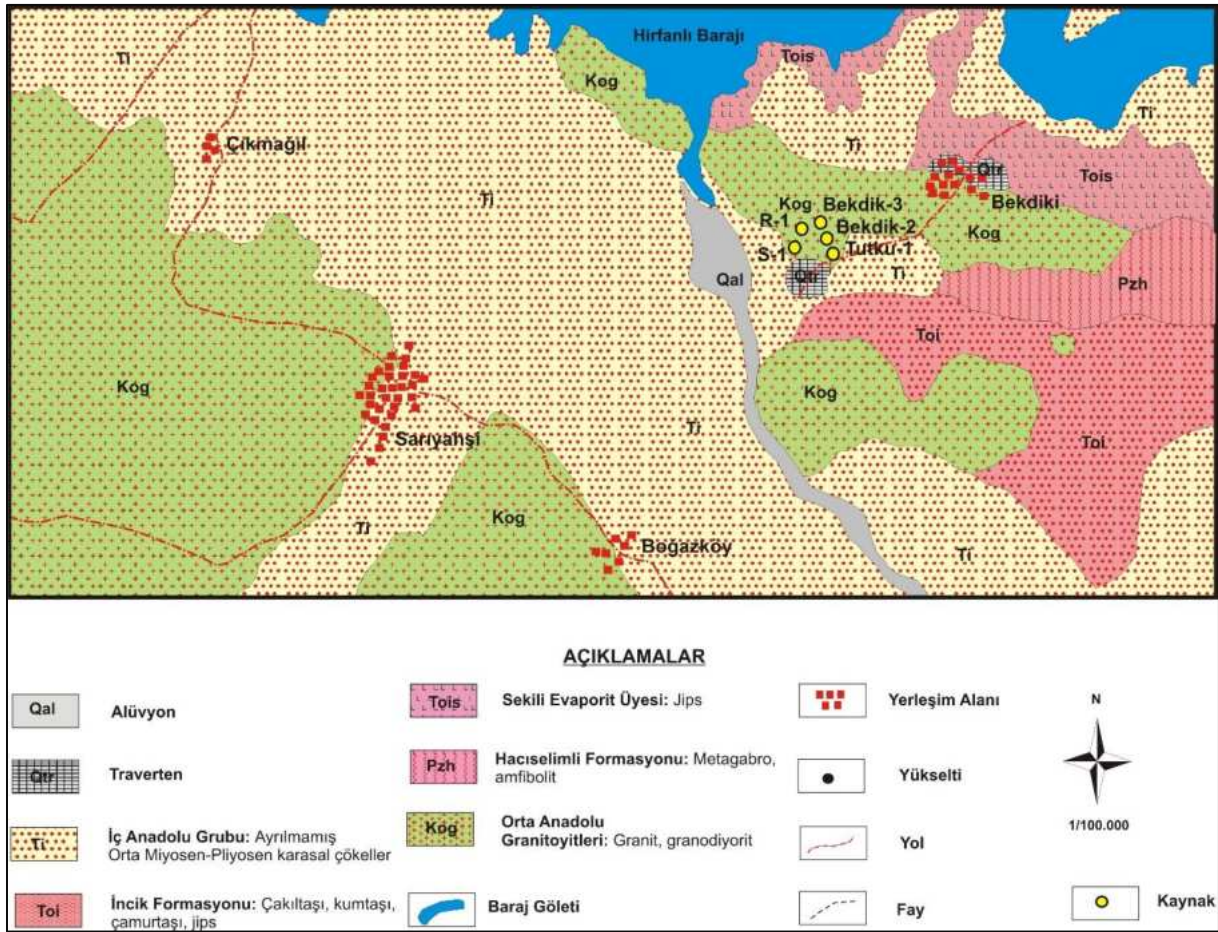 Hirfanlı Barajı
Ti
Kog
Tois
Ti
Çıkmağıl
Ti
Ti
Qtr
Tois
Bekdiki
Kog
Bekdik-3
R-1
Bekdik-2
S-1
Tutku-1
Kog
Qal
Qtr
Ti
Pzh
Toi
Kog
Kog
Sarıyahşi
Ti
Toi
Kog
Ti
Boğazköy
Ti
AÇIKLAMALAR
Qal Alüvyon
Qtr Traverten
Ti İç Anadolu Grubu: Ayrılmamış
Orta Miyosen-Pliyosen karasal çökeller
Toi İncik Formasyonu: Çakıltaşı, kumtaşı,
çamurtaşı, jips
Tois Sekili Evaporit Üyesi: Jips
Pzh Hacıselimli Formasyonu: Metagabro,
amfibolit
Kog Orta Anadolu
Granitoyitleri: Granit, granodiyorit
Baraj Göleti
Yerleşim Alanı
Yükselti
Yol
Fay
N
1/100.000
Kaynak